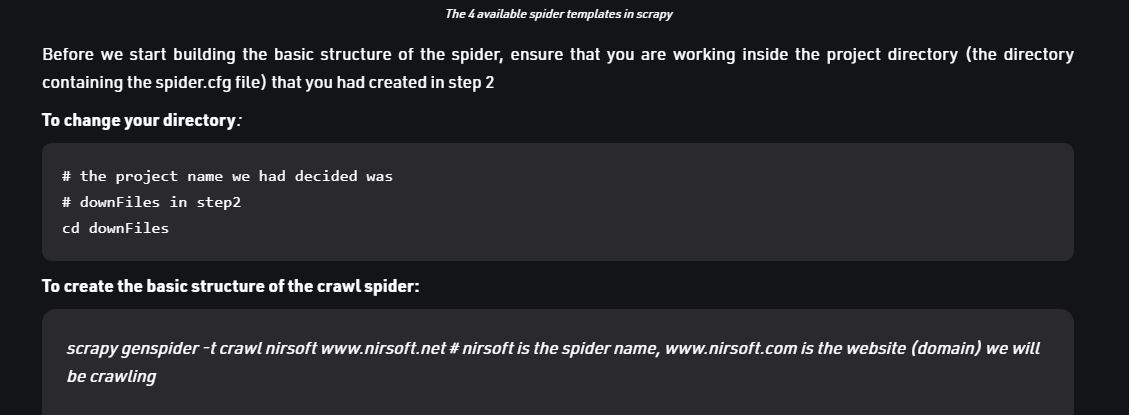 The 4 available spider templates in scrapy
Before we start building the basic structure of the spider, ensure that you are working inside the project directory (the directory
containing the spider.cfg file) that you had created in step 2
To change your directory:
# the project name we had decided was
# downFiles in step2
cd downFiles
To create the basic structure of the crawl spider:
scrapy genspider -t crawl nirsoft www.nirsoft.net # nirsoft is the spider name, www.nirsoft.com is the website (domain) we will
be crawling